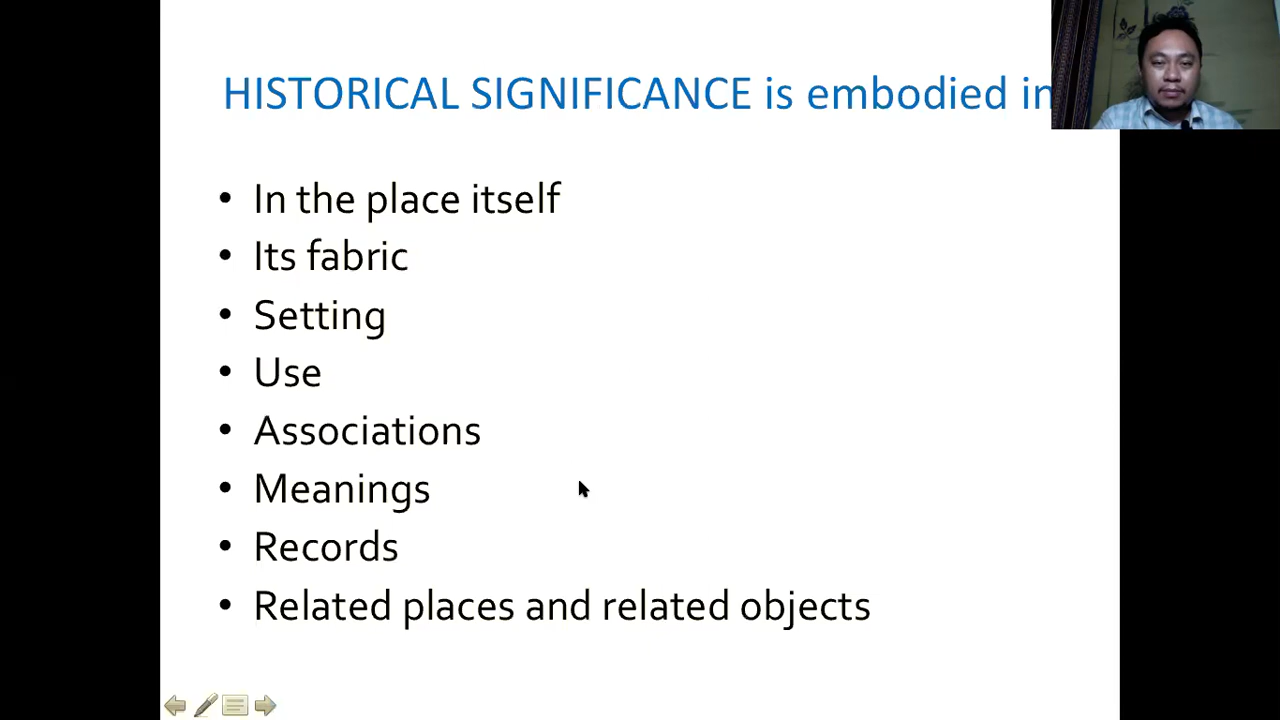 HISTORICAL SIGNIFICANCE is embodied in
• In the place itself
• Its fabric
• Setting
• Use
• Associations
• Meanings
• Records
• Related places and related objects